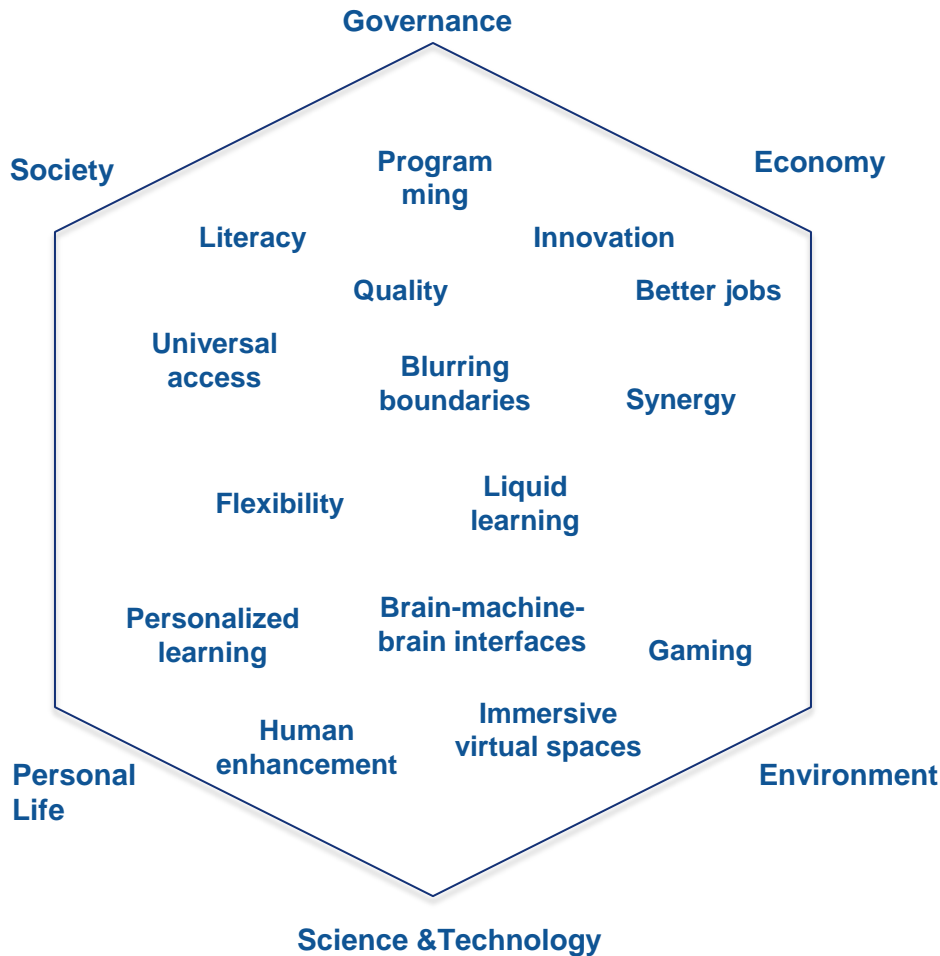 Governance
Society
Economy
Program
ming
Literacy
Innovation
Quality
Better jobs
Universal
access
Blurring
boundaries
Synergy
Flexibility
Liquid
learning
Personalized
learning
Brain-machine-
brain interfaces
Gaming
Human
enhancement
Immersive
virtual spaces
Personal
Life
Environment
Science &Technology